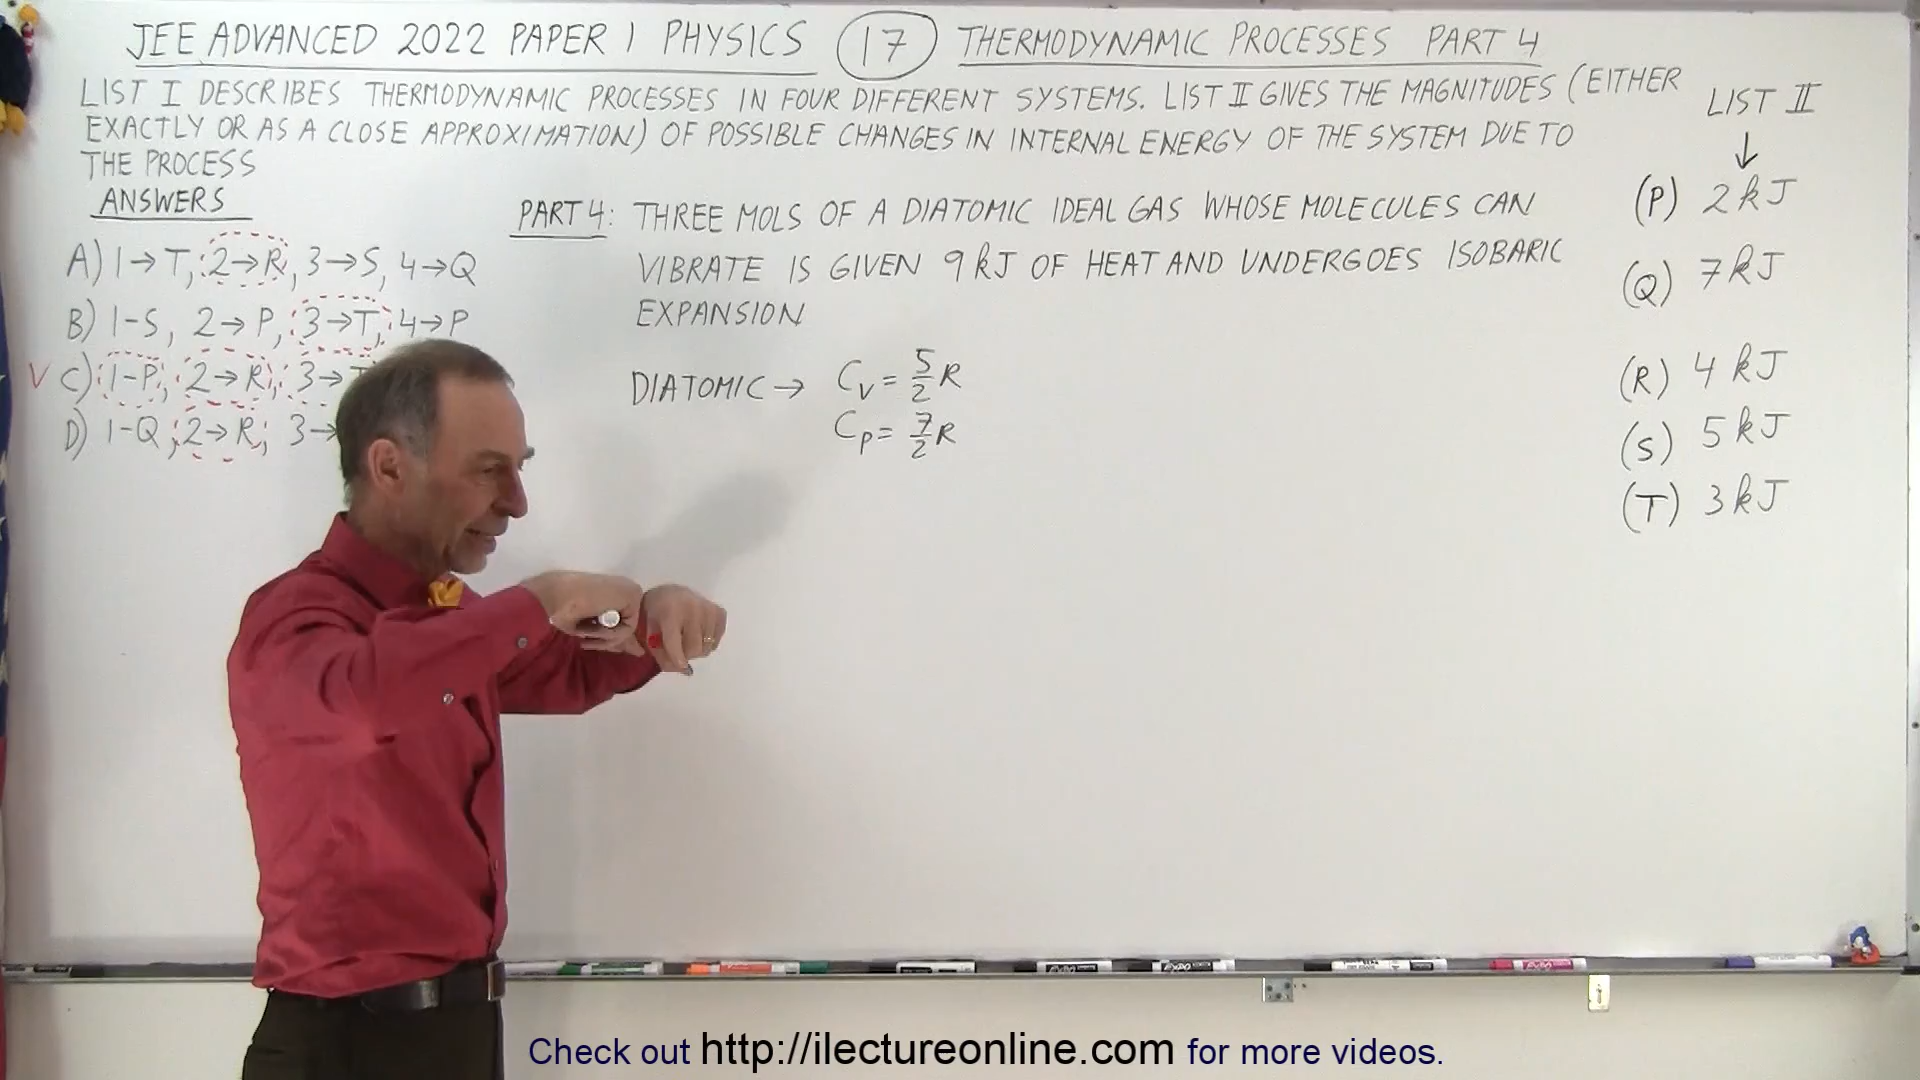 JEE ADVANCED 2022 PAPER 1 PHYSICS (17) THERMODYNAMIC PROCESSES PART 4
LIST I DESCRIBES THERMODYNAMIC PROCESSES IN FOUR DIFFERENT SYSTEMS. LIST II GIVES THE MAGNITUDES (EITHER
EXACTLY OR AS A CLOSE APPROXIMATION) OF POSSIBLE CHANGES IN INTERNAL ENERGY OF THE SYSTEM DUE TO
THE PROCESS
ANSWERS
A) 1→T, 2→R, 3→S, 4→Q
B) 1-S, 2→P, 3→T, 4→P
V C) 1-P, 2→R, 3→T
D) 1-Q, 2→R, 3→
PART 4: THREE MOLS OF A DIATOMIC IDEAL GAS WHOSE MOLECULES CAN
VIBRATE IS GIVEN 9 kJ OF HEAT AND UNDERGOES ISOBARIC
EXPANSION
DIATOMIC → Cv = 5/2 R
Cp = 7/2 R
LIST II
↓
(P) 2 kJ
(Q) 7 kJ
(R) 4 kJ
(S) 5 kJ
(T) 3 kJ
Check out http://ilectureonline.com for more videos.